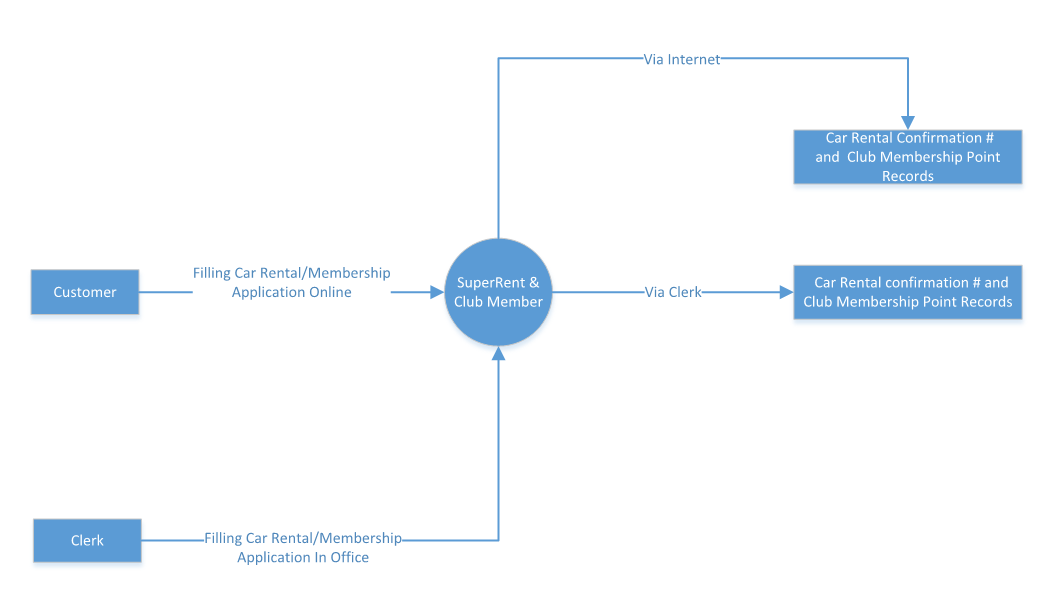 Via Internet
Car Rental Confirmation #
and Club Membership Point
Records
Customer
Filling Car Rental/Membership
Application Online
SuperRent &
Club Member
Via Clerk
Car Rental confirmation # and
Club Membership Point Records
Clerk
Filling Car Rental/Membership
Application In Office